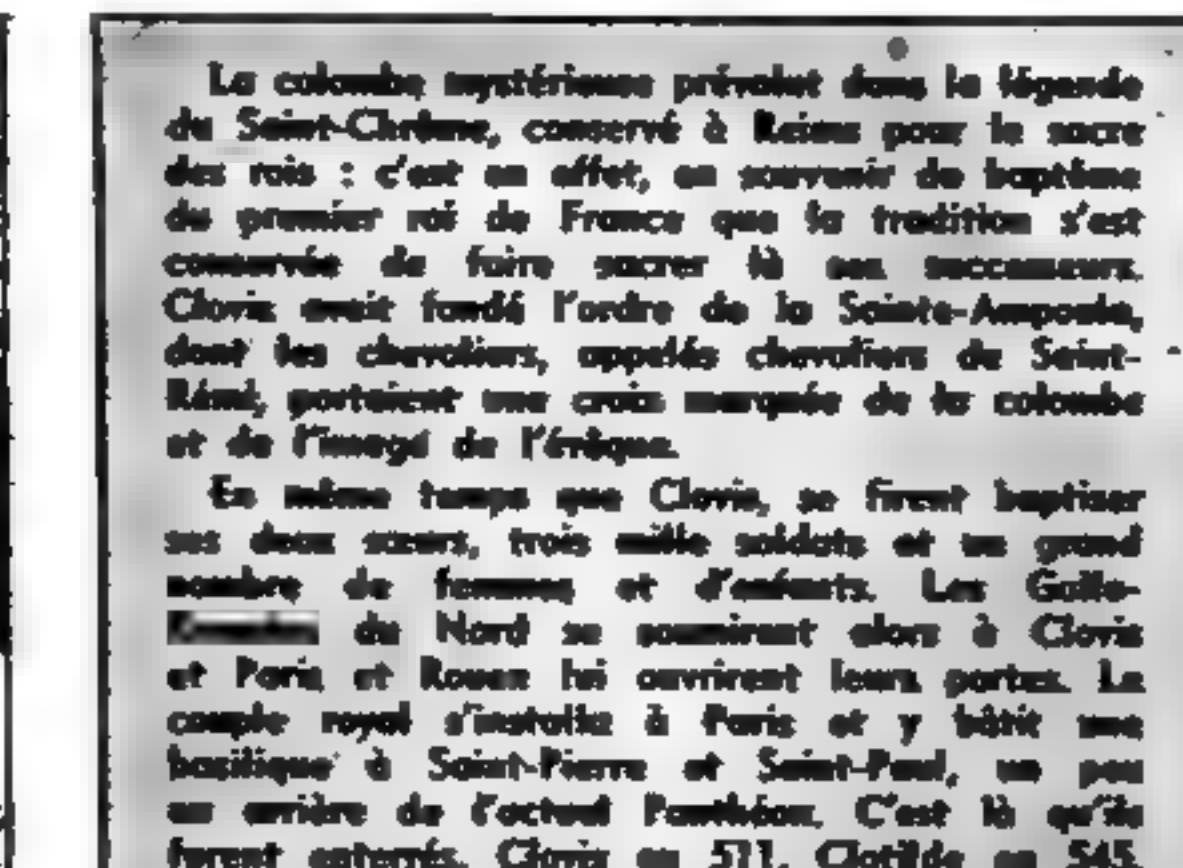 La colombe mystérieuse prévalut dans la légende
du Saint-Chrême, conservé à Reims pour le sacre
des rois : c'est en effet, en souvenir du baptême
du premier roi de France que la tradition s'est
conservée de faire sacrer là ses successeurs.
Clovis avait fondé l'ordre de la Sainte-Ampoule,
dont les chevaliers, appelés chevaliers de Saint-
Rémi, portaient une croix marquée de la colombe
et de l'image de l'évêque.
En même temps que Clovis, se firent baptiser
ses deux sœurs, trois mille soldats et un grand
nombre de femmes et d'enfants. Les Gallo-
du Nord se soumirent alors à Clovis
et Paris et Rouen lui ouvrirent leurs portes. Le
couple royal s'installa à Paris et y bâtit une
basilique à Saint-Pierre et Saint-Paul, un peu
en arrière de l'actuel Panthéon. C'est là qu'ils
furent enterrés. Clovis en 511, Clotilde en 545.